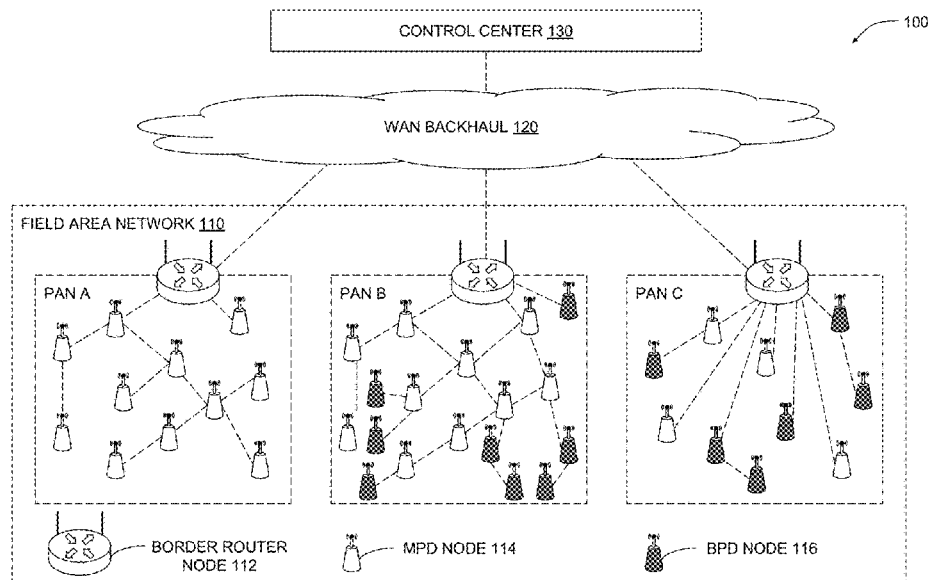 CONTROL CENTER 130
100
WAN BACKHAUL 120
FIELD AREA NETWORK 110
PAN A
PAN B
PAN C
BORDER ROUTER
NODE 112
MPD NODE 114
BPD NODE 116